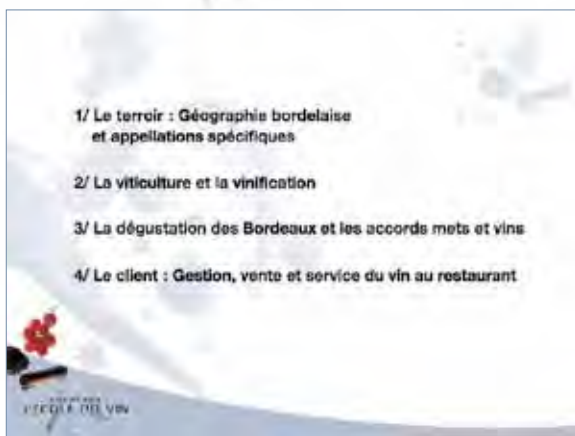 1/ Le terroir : Géographie bordelaise
et appellations spécifiques
2/ La viticulture et la vinification
3/ La dégustation des Bordeaux et les accords mets et vins
4/ Le client : Gestion, vente et service du vin au restaurant
L'ECOLE DU VIN